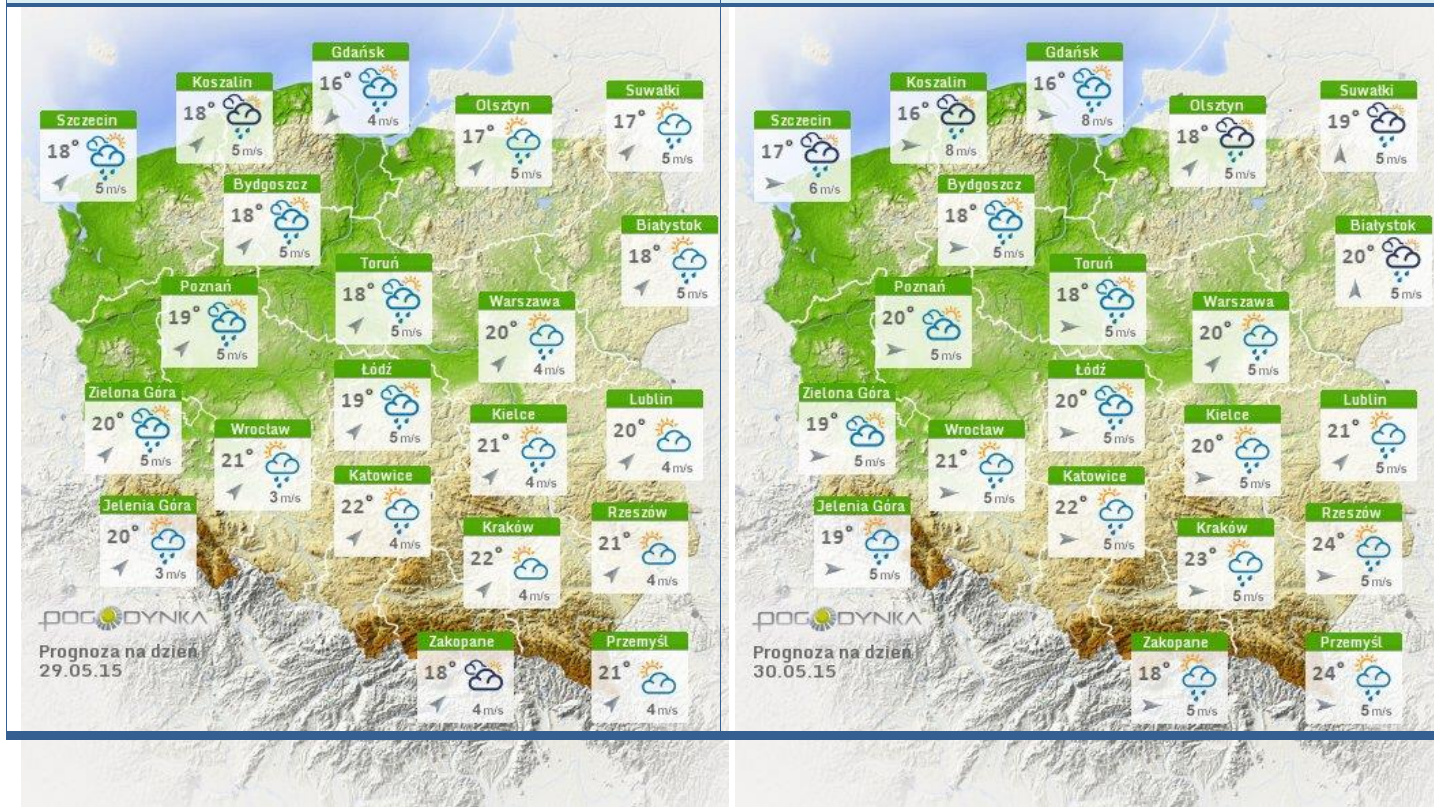 Gdańsk
16°
4 m/s
Koszalin
18°
5 m/s
Suwałki
17°
5 m/s
Olsztyn
17°
5 m/s
Szczecin
18°
5 m/s
Bydgoszcz
18°
5 m/s
Białystok
18°
5 m/s
Toruń
18°
5 m/s
Poznań
19°
5 m/s
Warszawa
20°
4 m/s
Łódź
19°
5 m/s
Zielona Góra
20°
5 m/s
Lublin
20°
4 m/s
Kielce
21°
4 m/s
Wrocław
21°
3 m/s
Katowice
22°
4 m/s
Jelenia Góra
20°
3 m/s
Rzeszów
21°
4 m/s
Kraków
22°
4 m/s
POGODYNKA
Prognoza na dzień
29.05.15
Zakopane
18°
4 m/s
Przemyśl
21°
4 m/s
Gdańsk
16°
8 m/s
Koszalin
16°
8 m/s
Suwałki
19°
5 m/s
Olsztyn
18°
5 m/s
Szczecin
17°
6 m/s
Bydgoszcz
18°
5 m/s
Białystok
20°
5 m/s
Toruń
18°
5 m/s
Poznań
20°
5 m/s
Warszawa
20°
5 m/s
Łódź
20°
5 m/s
Zielona Góra
19°
5 m/s
Lublin
21°
5 m/s
Kielce
20°
5 m/s
Wrocław
21°
5 m/s
Katowice
22°
5 m/s
Jelenia Góra
19°
5 m/s
Rzeszów
24°
5 m/s
Kraków
23°
5 m/s
POGODYNKA
Prognoza na dzień
30.05.15
Zakopane
18°
5 m/s
Przemyśl
24°
5 m/s